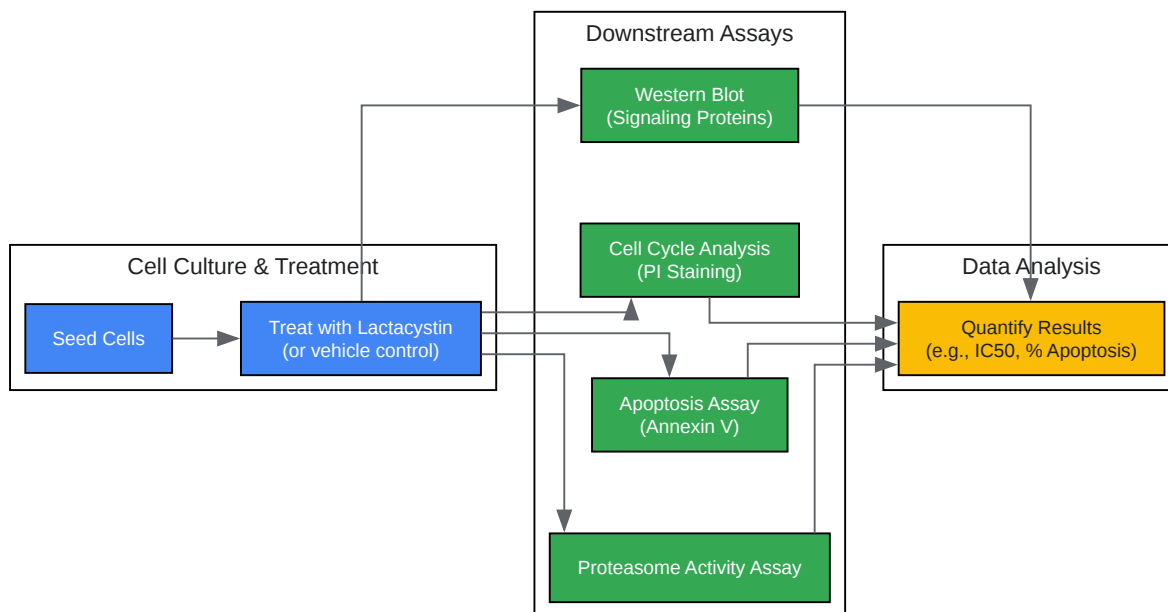 Downstream Assays
Western Blot
(Signaling Proteins)
Cell Cycle Analysis
(PI Staining)
Cell Culture & Treatment
Data Analysis
Seed Cells
Treat with Lactacystin
(or vehicle control)
Quantify Results
(e.g., IC50, % Apoptosis)
Apoptosis Assay
(Annexin V)
Proteasome Activity Assay